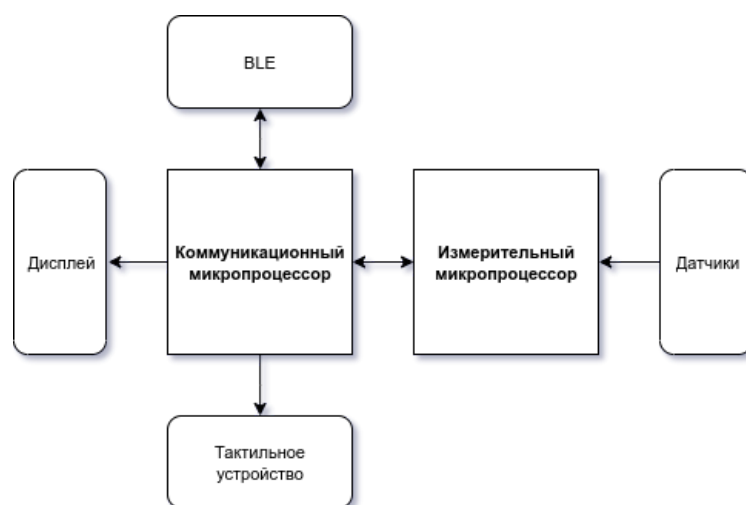 BLE
Дисплей
Коммуникационный
микропроцессор
Измерительный
микропроцессор
Датчики
Тактильное
устройство